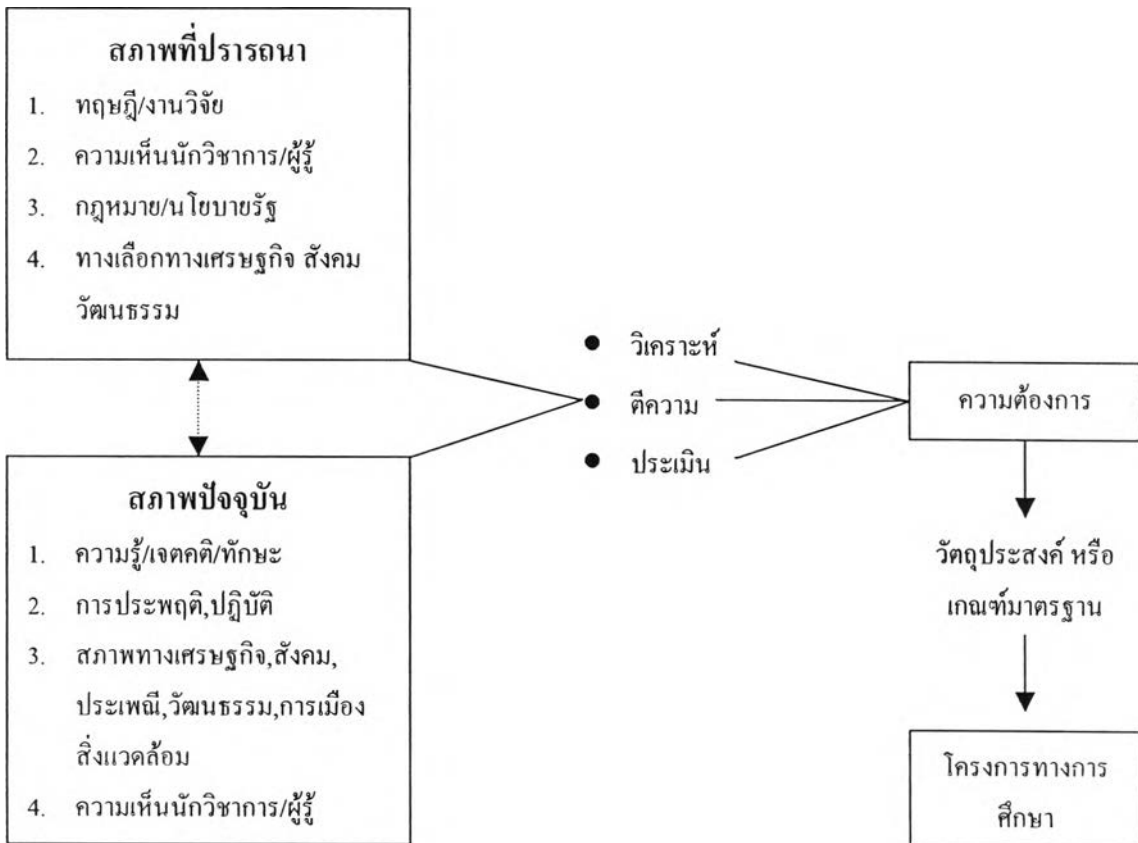 สภาพที่ปรารถนา
1. ทฤษฎี/งานวิจัย
2. ความเห็นนักวิชาการ/ผู้รู้
3. กฎหมาย/นโยบายรัฐ
4. ทางเลือกทางเศรษฐกิจ สังคม
วัฒนธรรม
● วิเคราะห์
● ตีความ
● ประเมิน
ความต้องการ
สภาพปัจจุบัน
1. ความรู้/เจตคติ/ทักษะ
2. การประพฤติ,ปฏิบัติ
3. สภาพทางเศรษฐกิจ,สังคม,
ประเพณี,วัฒนธรรม,การเมือง
สิ่งแวดล้อม
4. ความเห็นนักวิชาการ/ผู้รู้
วัตถุประสงค์ หรือ
เกณฑ์มาตรฐาน
โครงการทางการ
ศึกษา